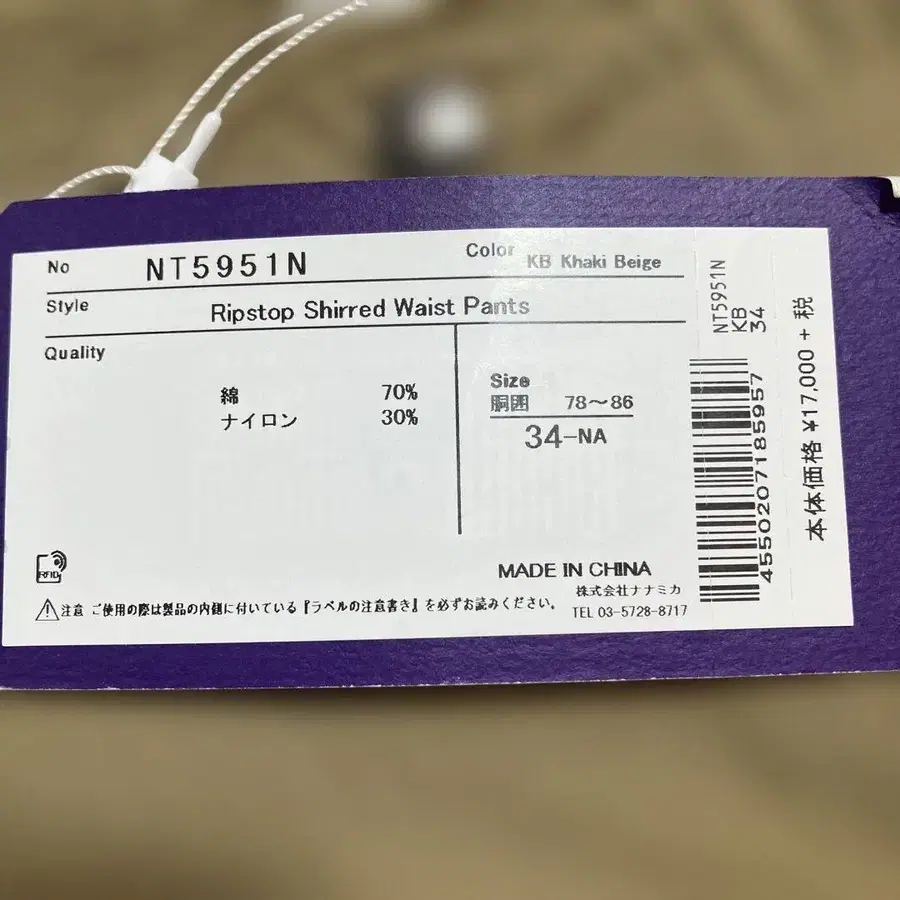 No NT5951N
Color KB Khaki Beige
Style Ripstop Shirred Waist Pants
Quality
綿 70%
ナイロン 30%
Size
胴囲 78～86
34-NA
MADE IN CHINA
株式会社ナナミカ
TEL 03-5728-8717
RFID
注意 ご使用の際は製品の内側に付いている『ラベルの注意書き』を必ずお読みください。
NT5951N
KB
34
4550207185957
本体価格 ¥17,000 + 税